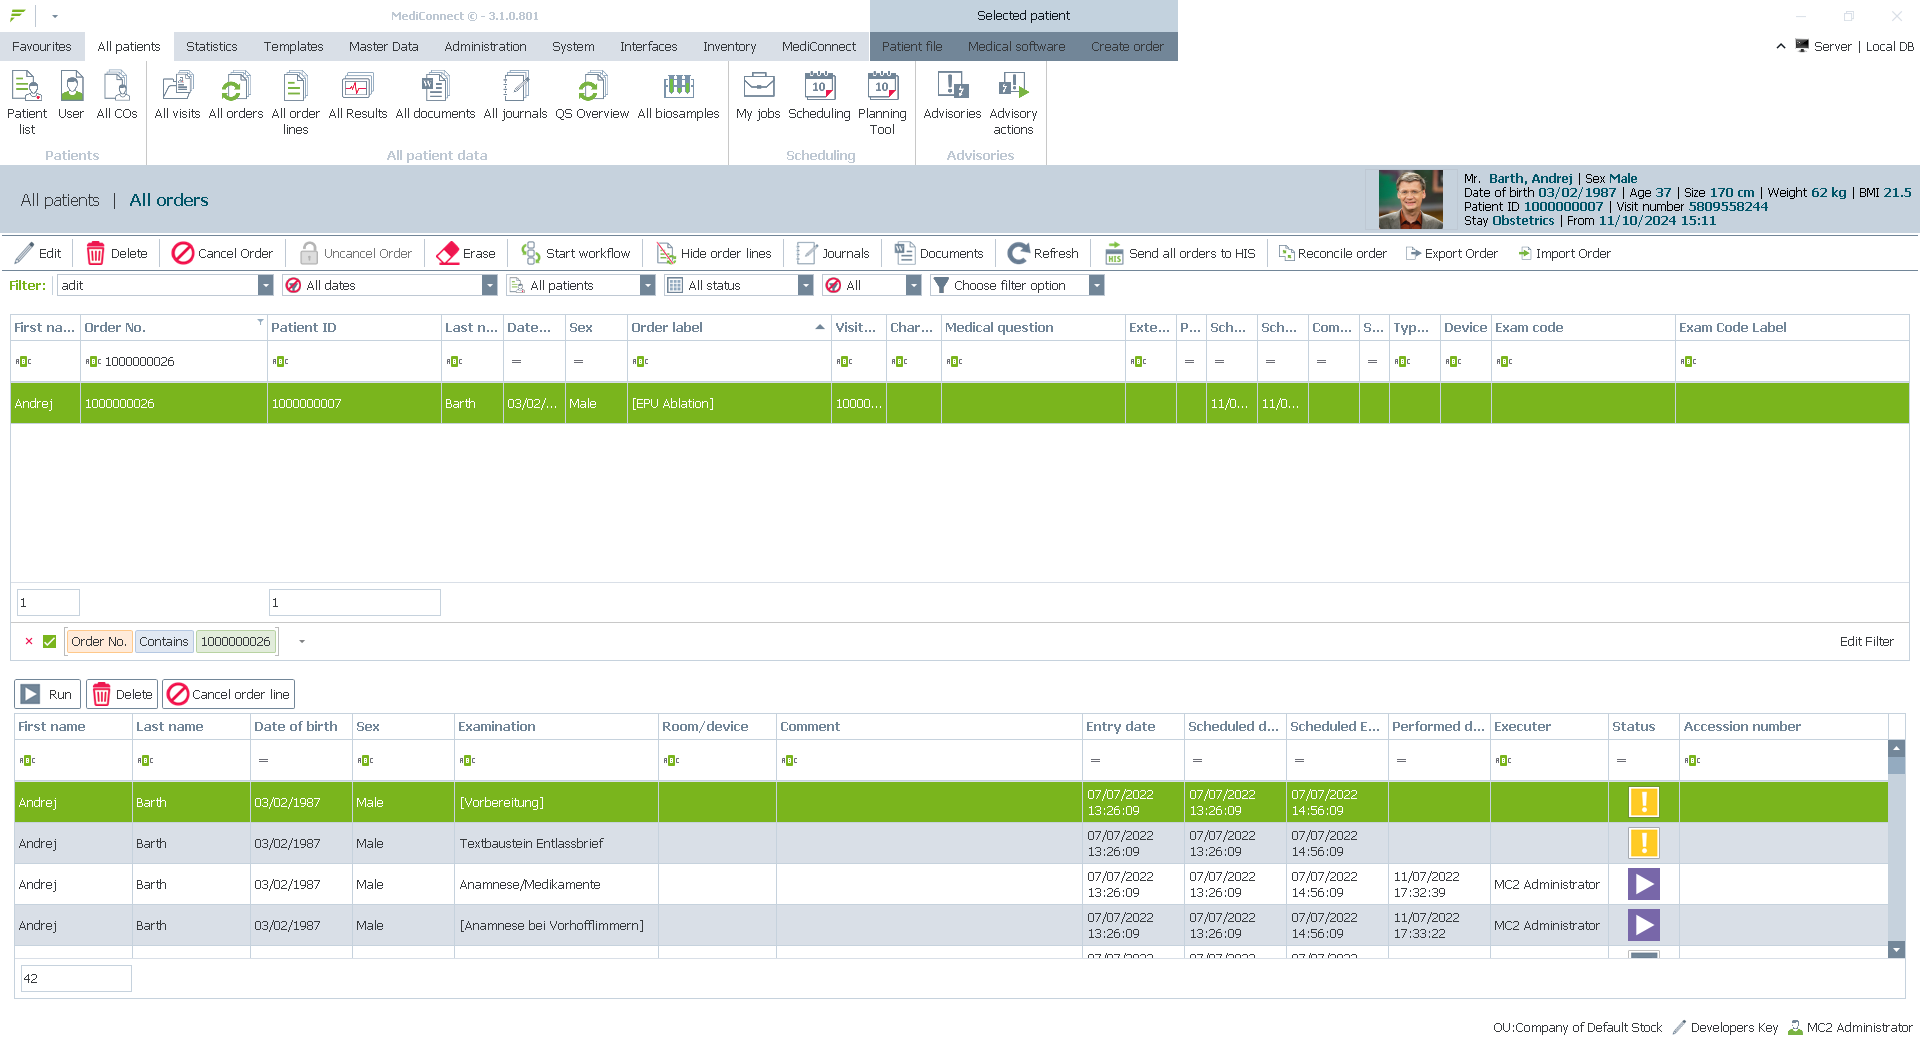 MediConnect © - 3.1.0.801
Selected patient
Favourites All patients Statistics Templates Master Data Administration System Interfaces Inventory MediConnect Patient file Medical software Create order
Server | Local DB
Patient list User All COs All visits All orders All order lines All Results All documents All journals QS Overview All biosamples My jobs Scheduling Planning Tool Advisories Advisory actions
Patients All patient data Scheduling Advisories
All patients | All orders
Mr. Barth, Andrej | Sex Male
Date of birth 03/02/1987 | Age 37 | Size 170 cm | Weight 62 kg | BMI 21.5
Patient ID 1000000007 | Visit number 5809558244
Stay Obstetrics | From 11/10/2024 15:11
Edit Delete Cancel Order Uncancel Order Erase Start workflow Hide order lines Journals Documents Refresh Send all orders to HIS Reconcile order Export Order Import Order
Filter: adit All dates All patients All status All Choose filter option
First na... Order No. Patient ID Last n... Date... Sex Order label Visit... Char... Medical question Exte... P... Sch... Sch... Com... S... Typ... Device Exam code Exam Code Label
1000000026
Andrej 1000000026 1000000007 Barth 03/02/... Male [EPU Ablation] 10000... 11/0... 11/0...
1 1
Order No. Contains 1000000026 Edit Filter
Run Delete Cancel order line
First name Last name Date of birth Sex Examination Room/device Comment Entry date Scheduled d... Scheduled E... Performed d... Executer Status Accession number
Andrej Barth 03/02/1987 Male [Vorbereitung] 07/07/2022 13:26:09 07/07/2022 13:26:09 07/07/2022 14:56:09
Andrej Barth 03/02/1987 Male Textbaustein Entlassbrief 07/07/2022 13:26:09 07/07/2022 13:26:09 07/07/2022 14:56:09
Andrej Barth 03/02/1987 Male Anamnese/Medikamente 07/07/2022 13:26:09 07/07/2022 13:26:09 07/07/2022 14:56:09 11/07/2022 17:32:39 MC2 Administrator
Andrej Barth 03/02/1987 Male [Anamnese bei Vorhofflimmern] 07/07/2022 13:26:09 07/07/2022 13:26:09 07/07/2022 14:56:09 11/07/2022 17:33:22 MC2 Administrator
42
OU:Company of Default Stock Developers Key MC2 Administrator